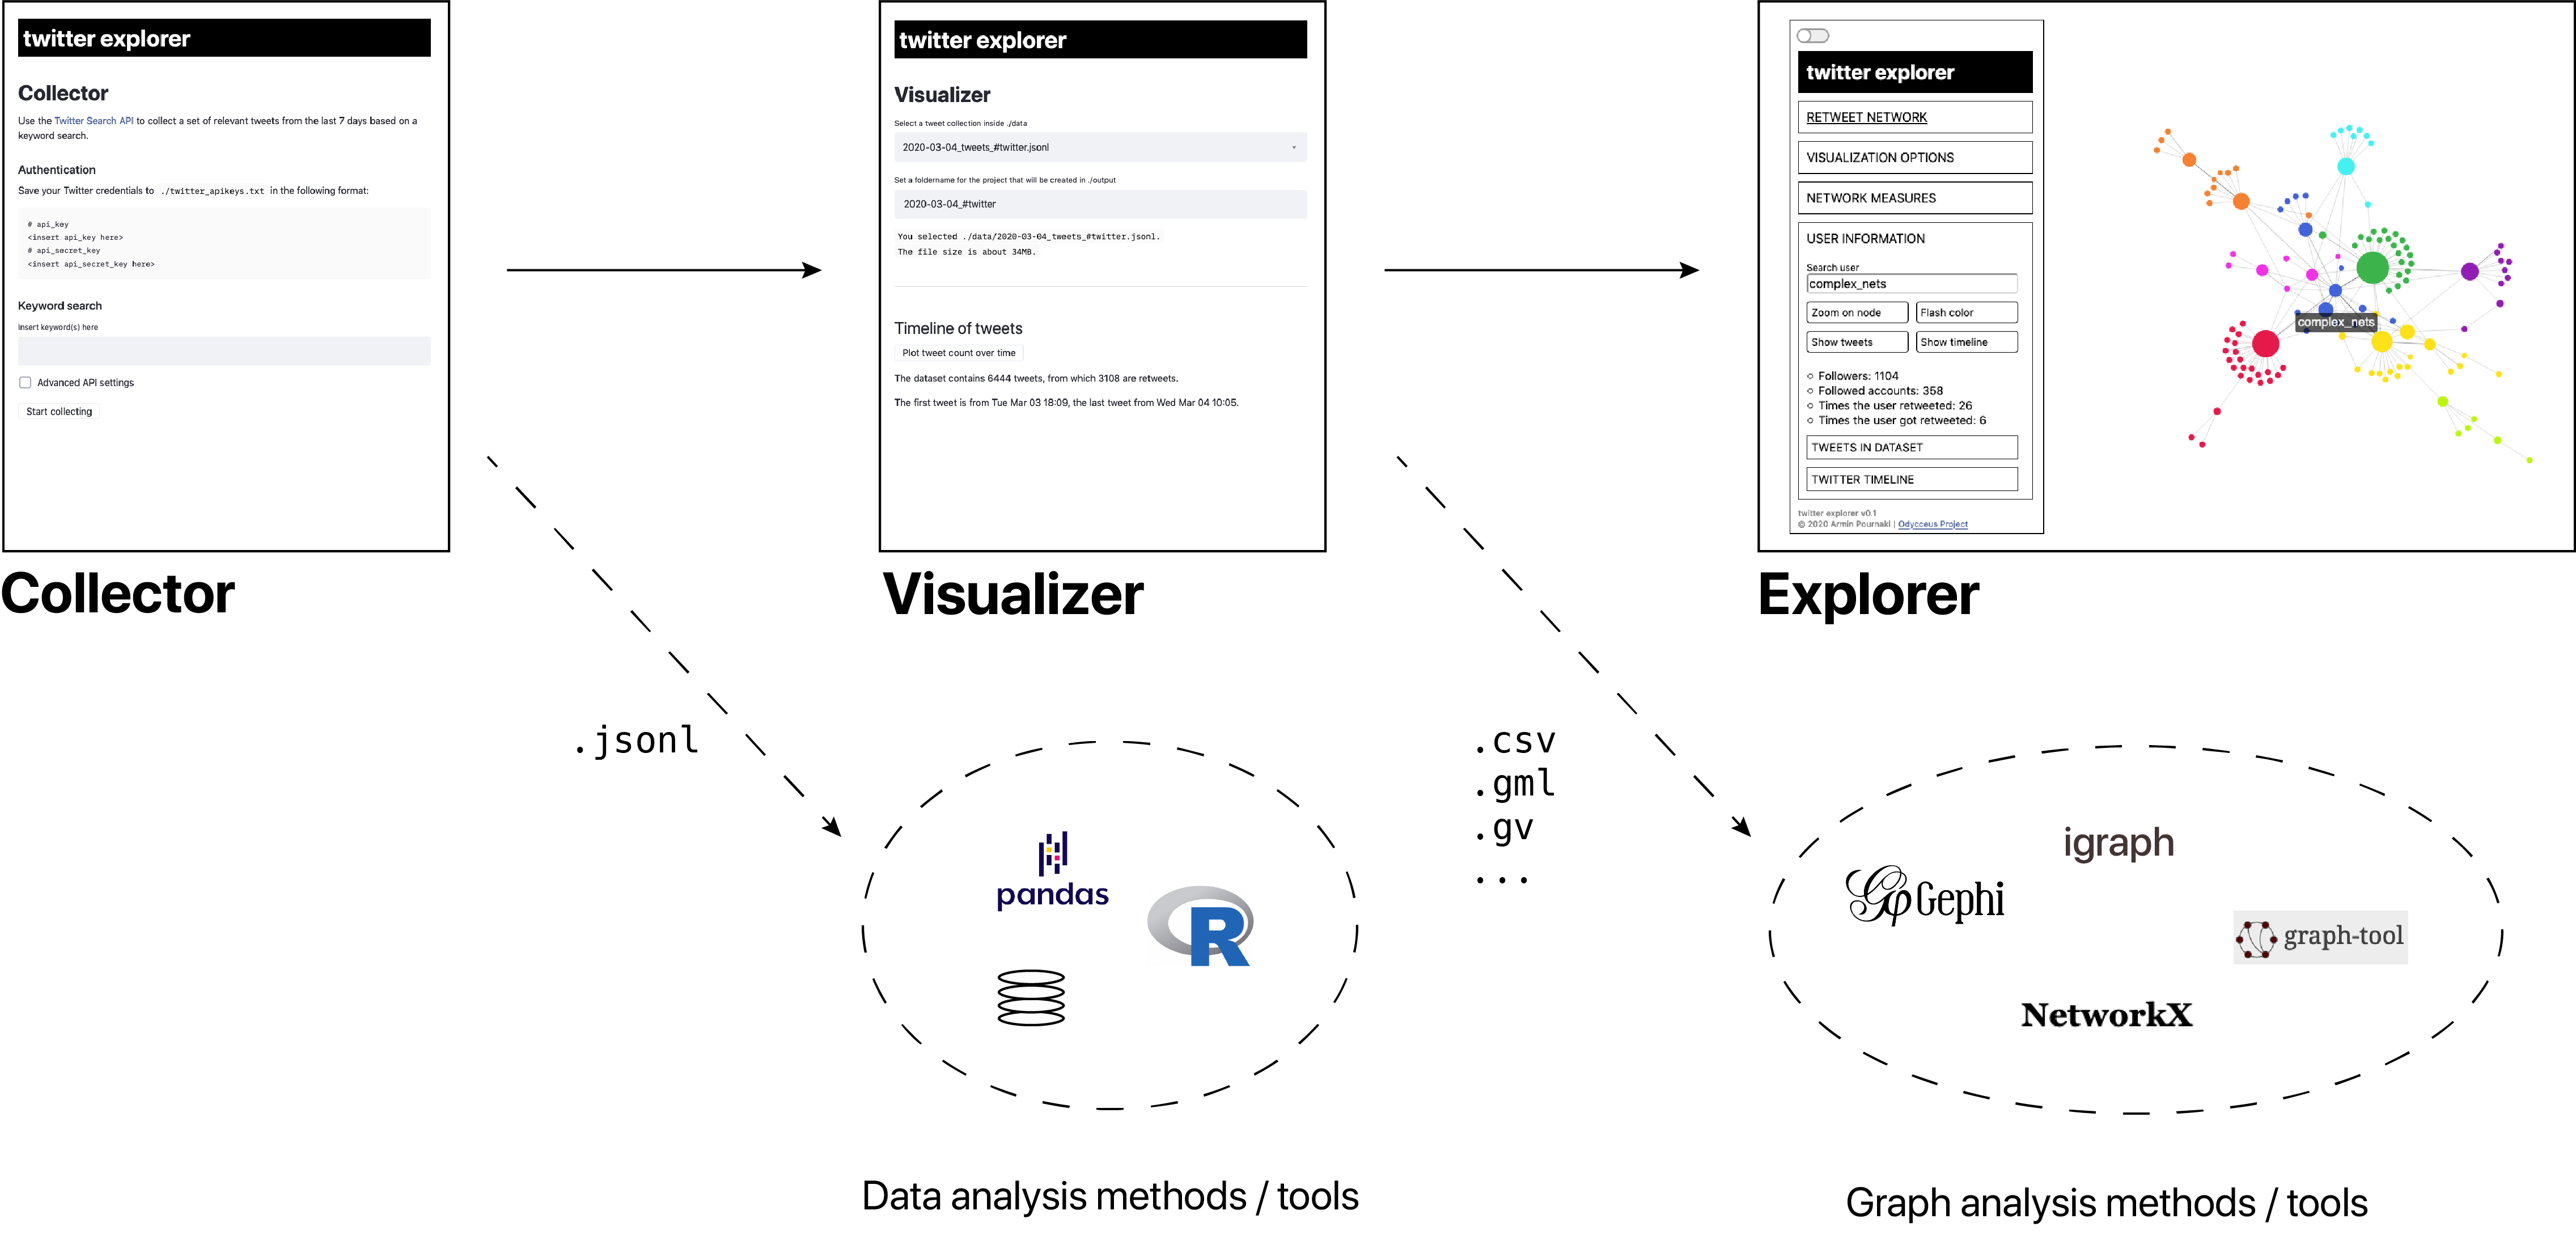 twitter explorer
Collector
Use the Twitter Search API to collect a set of relevant tweets from the last 7 days based on a
keyword search.
Authentication
Save your Twitter credentials to ./twitter_apikeys.txt in the following format:
# api_key
<insert api_key here>
# api_secret_key
<insert api_secret_key here>
Keyword search
Insert keyword(s) here
Advanced API settings
Start collecting
Collector
twitter explorer
Visualizer
Select a tweet collection inside ./data
2020-03-04_tweets_#twitter.jsonl
Set a foldername for the project that will be created in ./output
2020-03-04_#twitter
You selected ./data/2020-03-04_tweets_#twitter.jsonl.
The file size is about 34MB.
Timeline of tweets
Plot tweet count over time
The dataset contains 6444 tweets, from which 3108 are retweets.
The first tweet is from Tue Mar 03 18:09, the last tweet from Wed Mar 04 10:05.
Visualizer
twitter explorer
RETWEET NETWORK
VISUALIZATION OPTIONS
NETWORK MEASURES
USER INFORMATION
Search user
complex_nets
Zoom on node
Flash color
Show tweets
Show timeline
Followers: 1104
Followed accounts: 358
Times the user retweeted: 26
Times the user got retweeted: 6
TWEETS IN DATASET
TWITTER TIMELINE
twitter explorer v0.1
© 2020 Armin Pournaki | Odycceus Project
complex_nets
Explorer
.jsonl
pandas
R
Data analysis methods / tools
.csv
.gml
.gv
...
igraph
Gephi
graph-tool
NetworkX
Graph analysis methods / tools